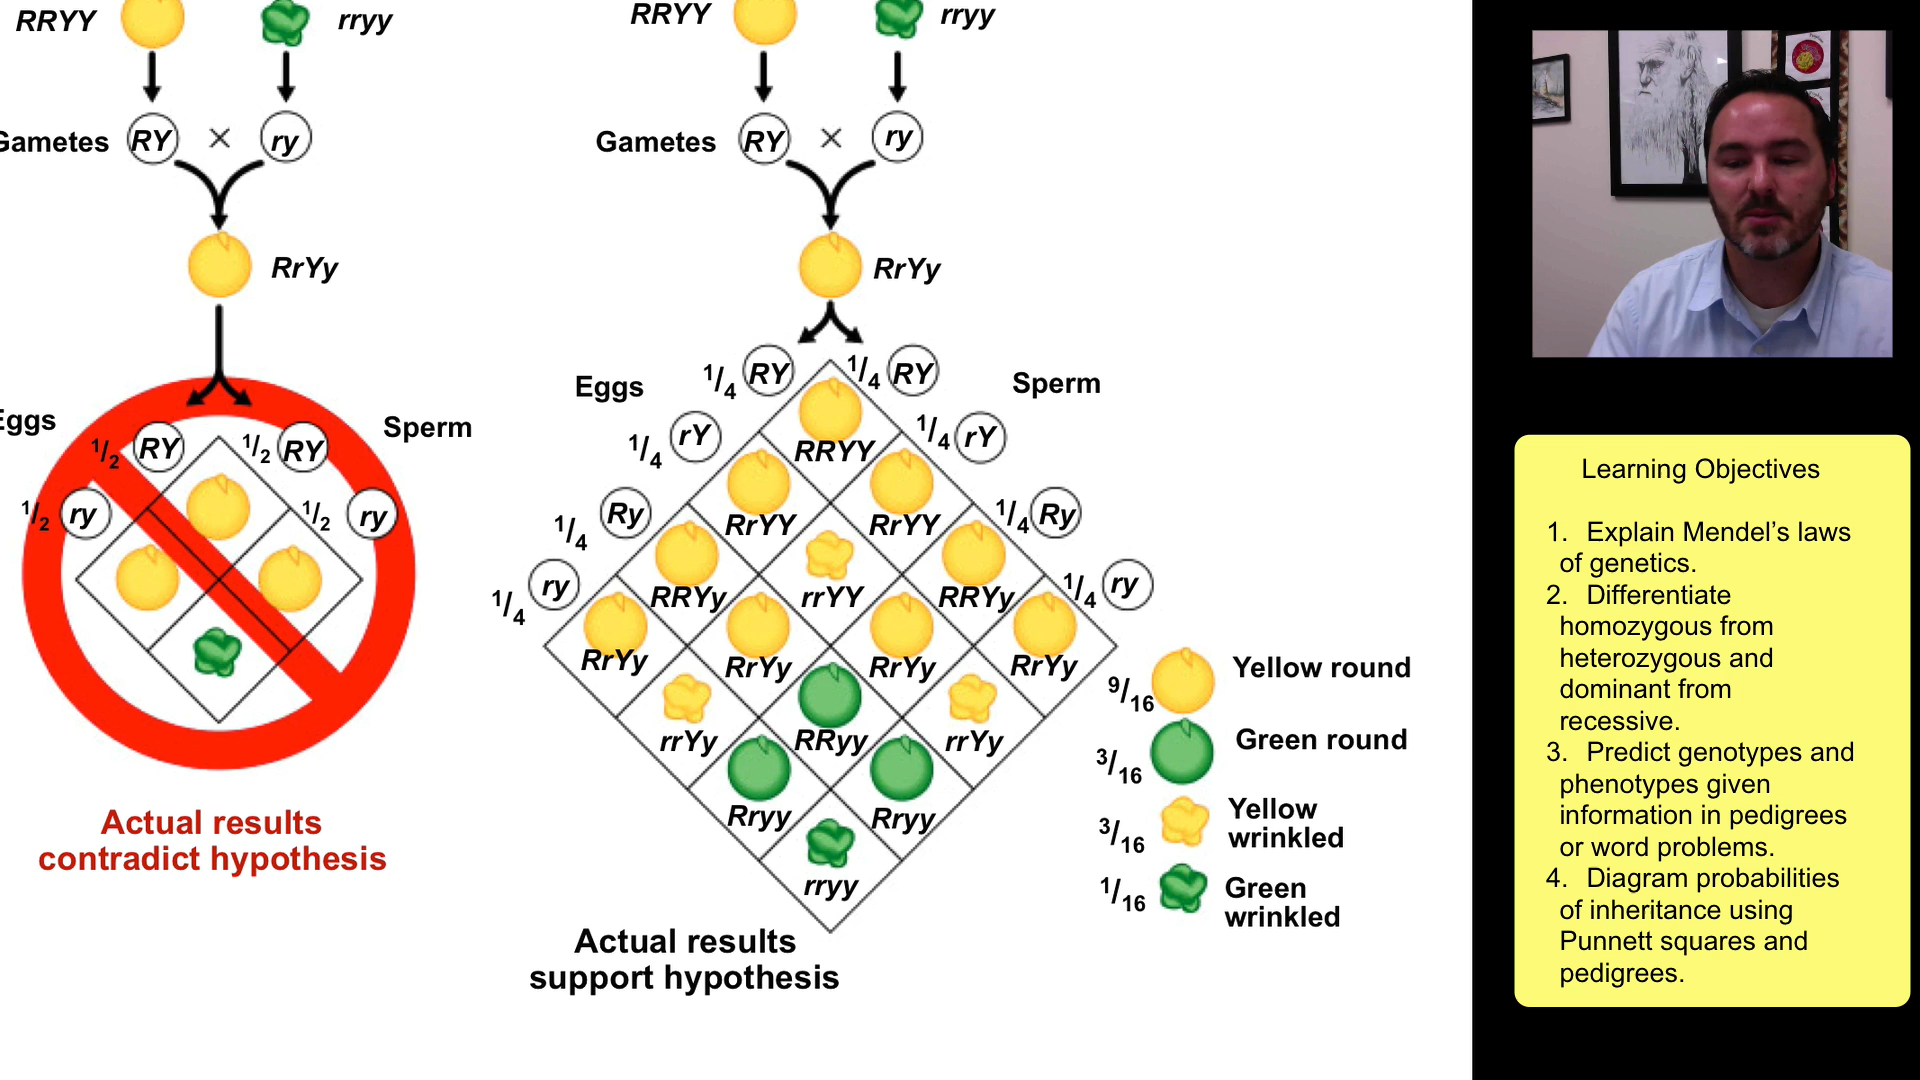 RRYY
rryy
Gametes
RY
×
ry
RrYy
Eggs
Sperm
1/2 RY
1/2 RY
1/2 ry
1/2 ry
Actual results
contradict hypothesis
RRYY
rryy
Gametes
RY
×
ry
RrYy
Eggs
Sperm
1/4 RY
1/4 RY
1/4 rY
1/4 rY
1/4 Ry
1/4 Ry
1/4 ry
1/4 ry
RRYY
RrYY
RrYY
RRYy
rrYY
RRYy
RrYy
RrYy
RrYy
RrYy
rrYy
RRyy
rrYy
Rryy
Rryy
rryy
9/16
Yellow round
3/16
Green round
3/16
Yellow
wrinkled
1/16
Green
wrinkled
Actual results
support hypothesis
Learning Objectives
1. Explain Mendel’s laws
of genetics.
2. Differentiate
homozygous from
heterozygous and
dominant from
recessive.
3. Predict genotypes and
phenotypes given
information in pedigrees
or word problems.
4. Diagram probabilities
of inheritance using
Punnett squares and
pedigrees.